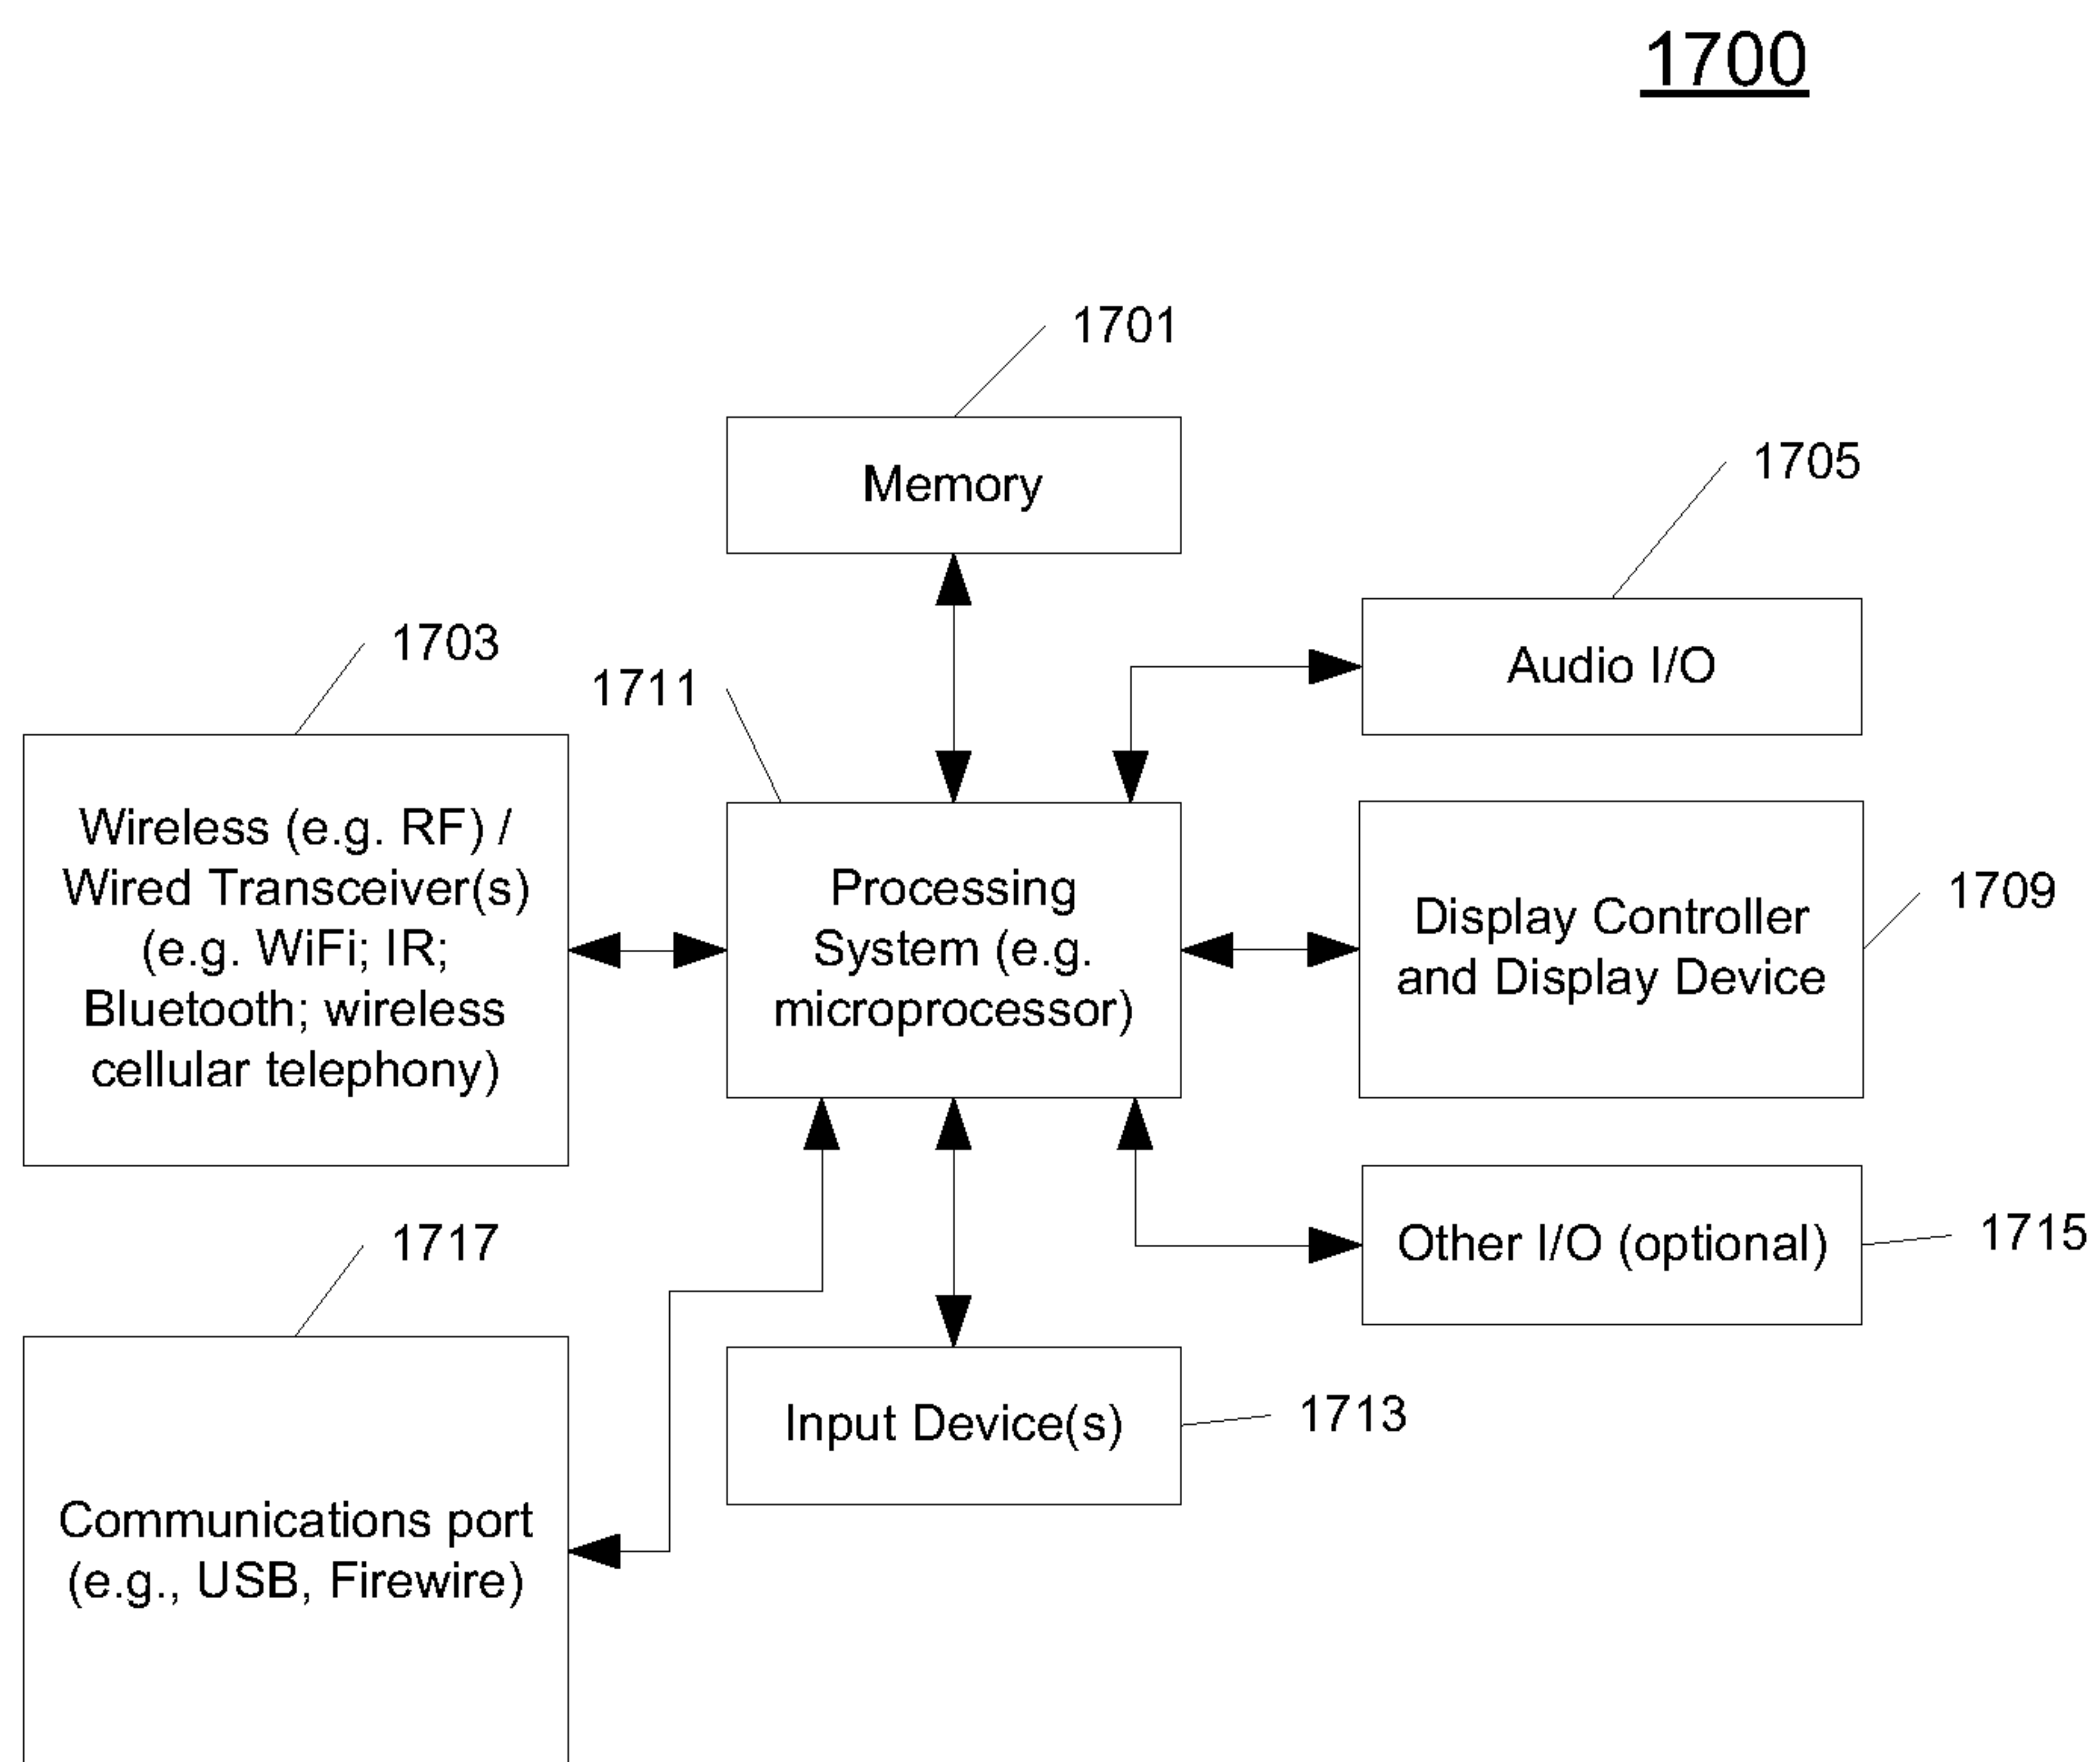 1700
1701
Memory
1705
Audio I/O
1703
1711
Wireless (e.g. RF) /
Wired Transceiver(s)
(e.g. WiFi; IR;
Bluetooth; wireless
cellular telephony)
Processing
System (e.g.
microprocessor)
Display Controller
and Display Device
1709
1717
Other I/O (optional)
1715
Input Device(s)
1713
Communications port
(e.g., USB, Firewire)